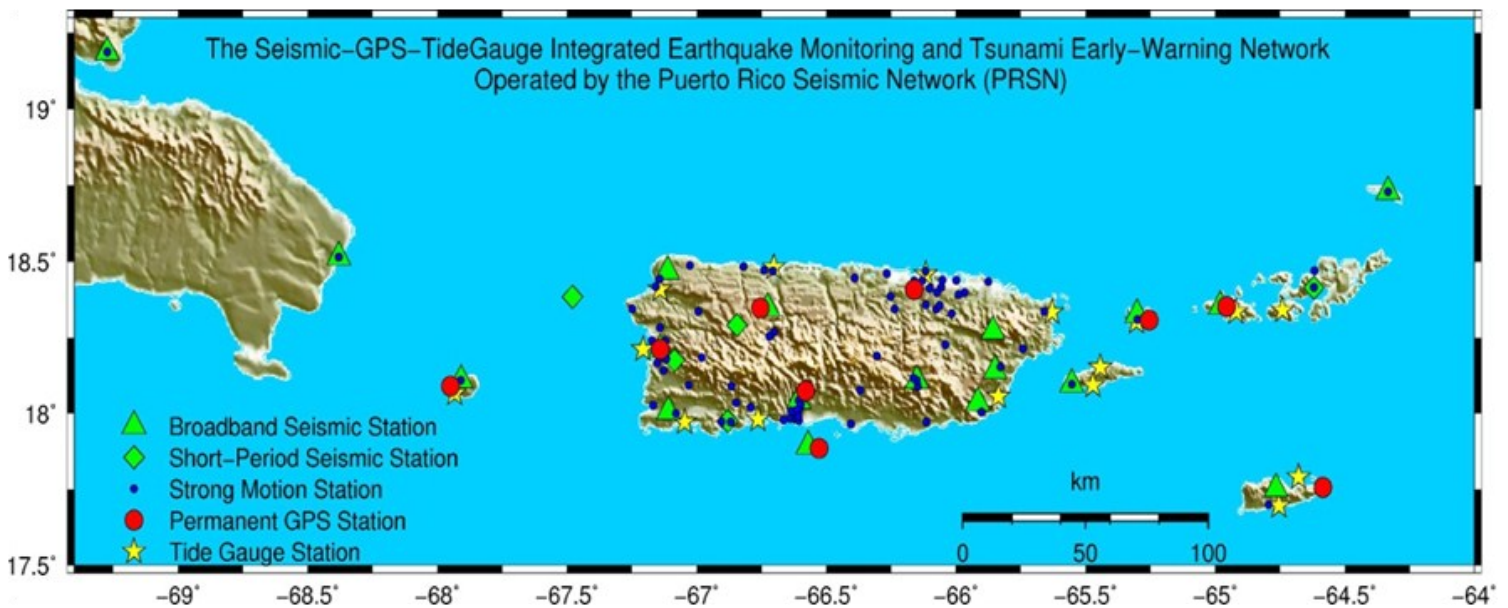 The Seismic-GPS-TideGauge Integrated Earthquake Monitoring and Tsunami Early-Warning Network
Operated by the Puerto Rico Seismic Network (PRSN)
19°
18.5°
18°
17.5°
Broadband Seismic Station
Short-Period Seismic Station
Strong Motion Station
Permanent GPS Station
Tide Gauge Station
km
0 50 100
-69° -68° -67.5° -67° -66.5° -66° -65.5° -65° -64.5° -64°